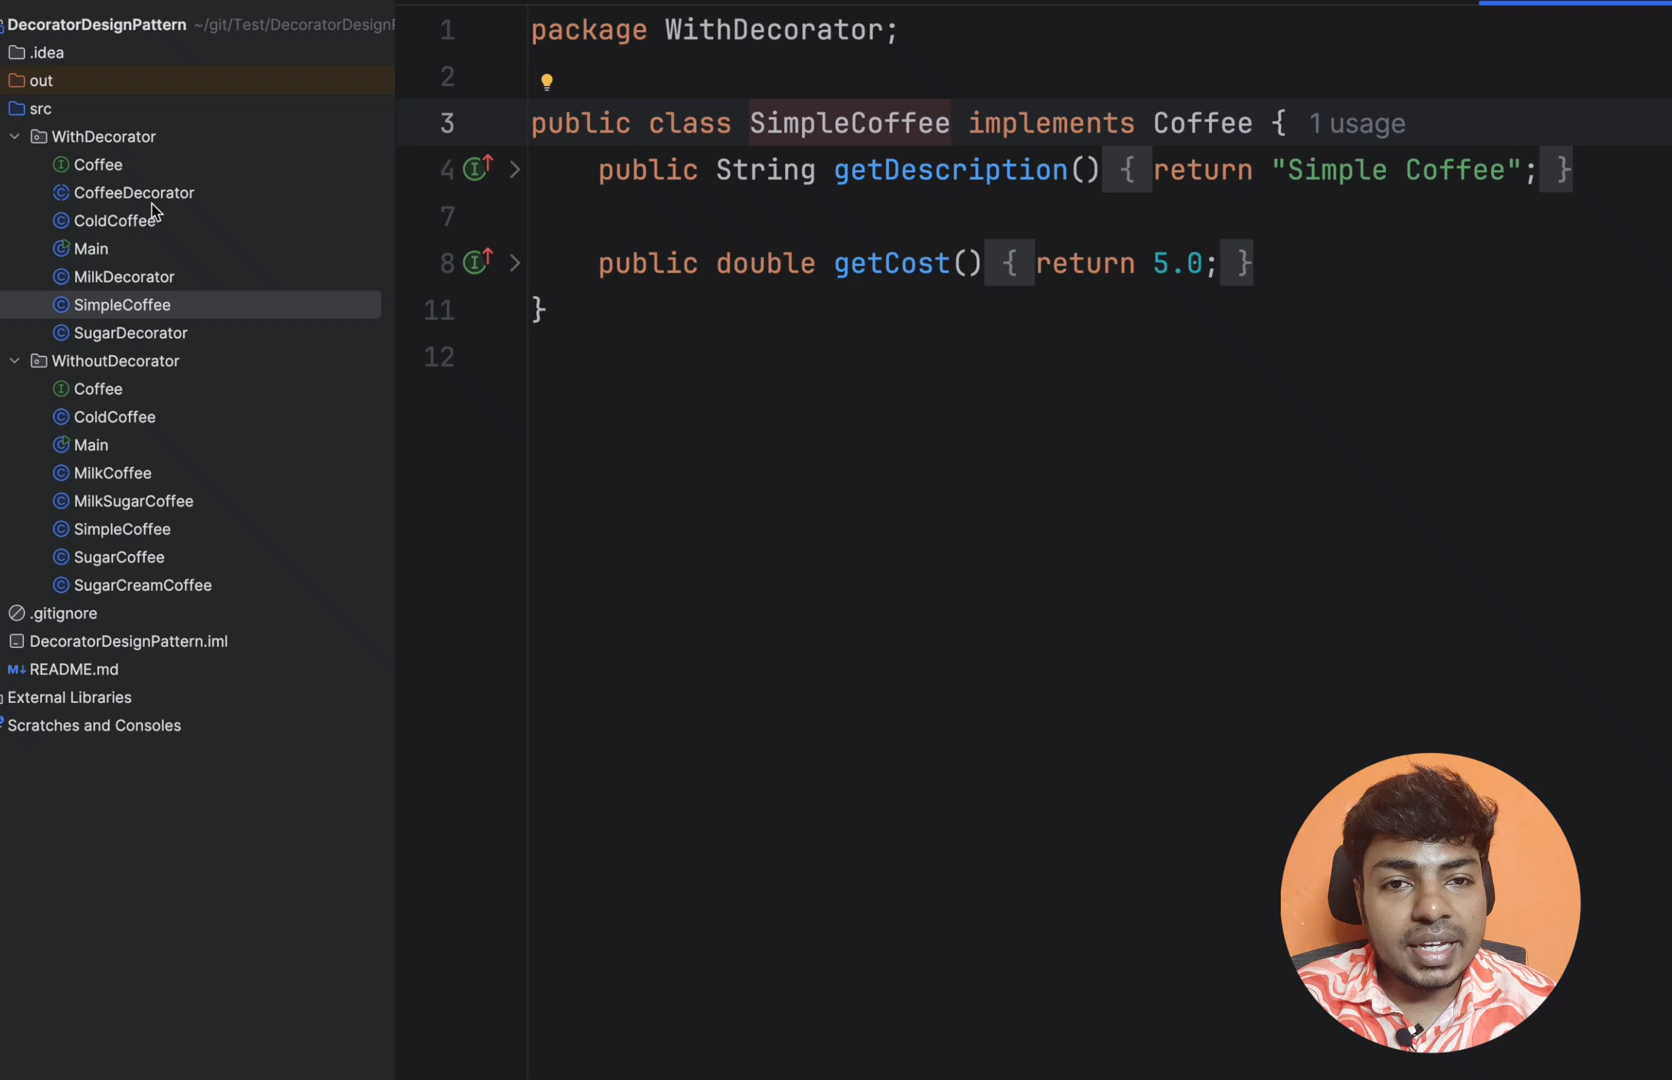 DecoratorDesignPattern ~/git/Test/DecoratorDesign
.idea
out
src
WithDecorator
Coffee
CoffeeDecorator
ColdCoffee
Main
MilkDecorator
SimpleCoffee
SugarDecorator
WithoutDecorator
Coffee
ColdCoffee
Main
MilkCoffee
MilkSugarCoffee
SimpleCoffee
SugarCoffee
SugarCreamCoffee
.gitignore
DecoratorDesignPattern.iml
README.md
External Libraries
Scratches and Consoles
1 package WithDecorator;
2
3 public class SimpleCoffee implements Coffee { 1 usage
4 public String getDescription() { return "Simple Coffee"; }
7
8 public double getCost() { return 5.0; }
11 }
12